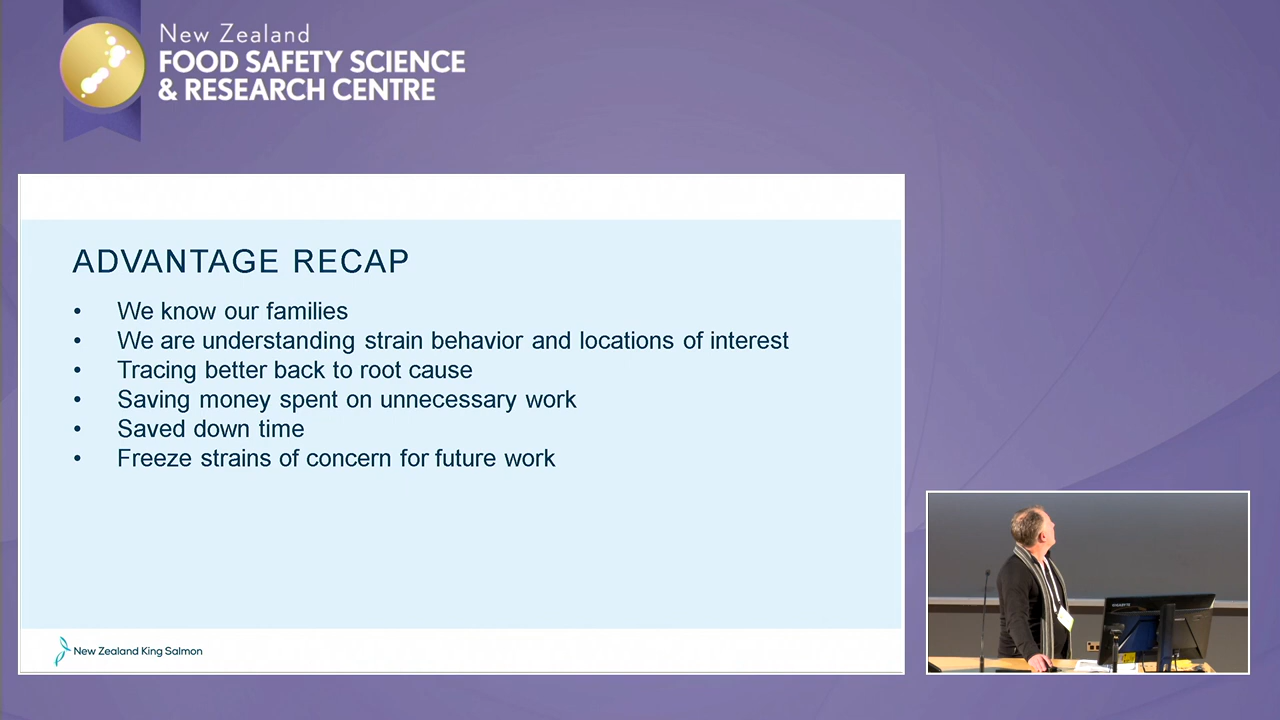 New Zealand
FOOD SAFETY SCIENCE
& RESEARCH CENTRE
ADVANTAGE RECAP
• We know our families
• We are understanding strain behavior and locations of interest
• Tracing better back to root cause
• Saving money spent on unnecessary work
• Saved down time
• Freeze strains of concern for future work
New Zealand King Salmon
GIGABYTE